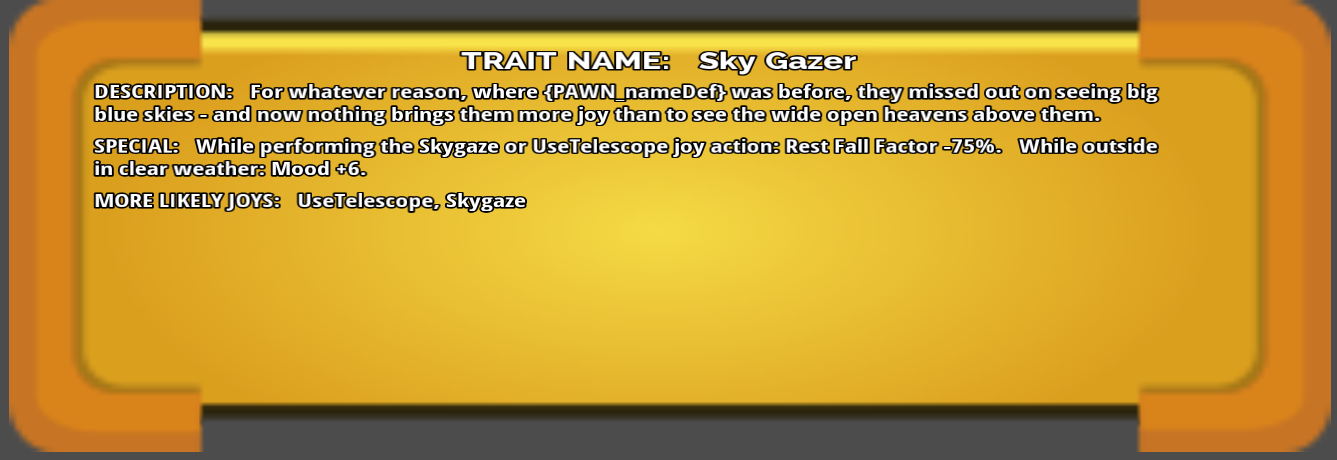 TRAIT NAME:   Sky Gazer
DESCRIPTION:   For whatever reason, where {PAWN_nameDef} was before, they missed out on seeing big
blue skies - and now nothing brings them more joy than to see the wide open heavens above them.
SPECIAL:   While performing the Skygaze or UseTelescope joy action: Rest Fall Factor -75%.   While outside
in clear weather: Mood +6.
MORE LIKELY JOYS:   UseTelescope, Skygaze